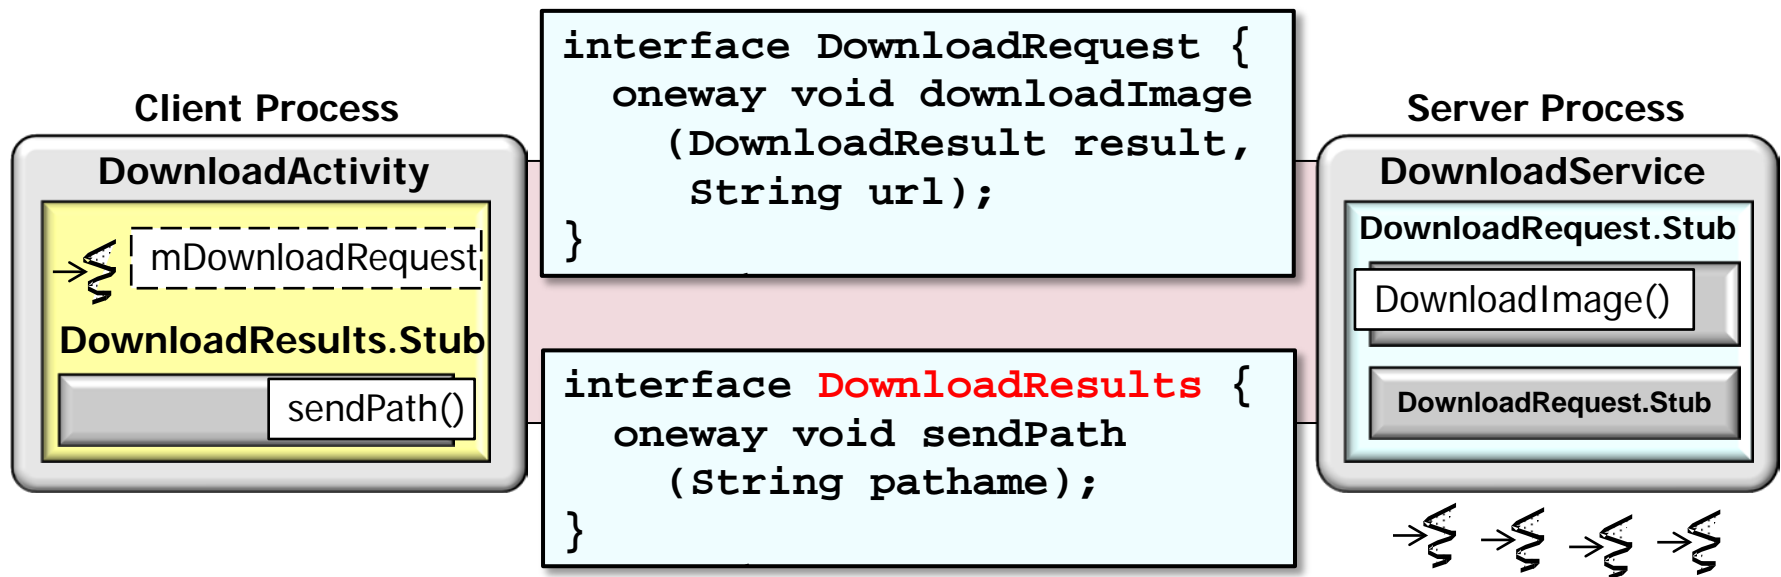 Client Process
DownloadActivity
mDownloadRequest
DownloadResults.Stub
sendPath()
interface DownloadRequest {
oneway void downloadImage
(DownloadResult result,
String url);
}
interface DownloadResults {
oneway void sendPath
(String pathame);
}
Server Process
DownloadService
DownloadRequest.Stub
DownloadImage()
DownloadRequest.Stub